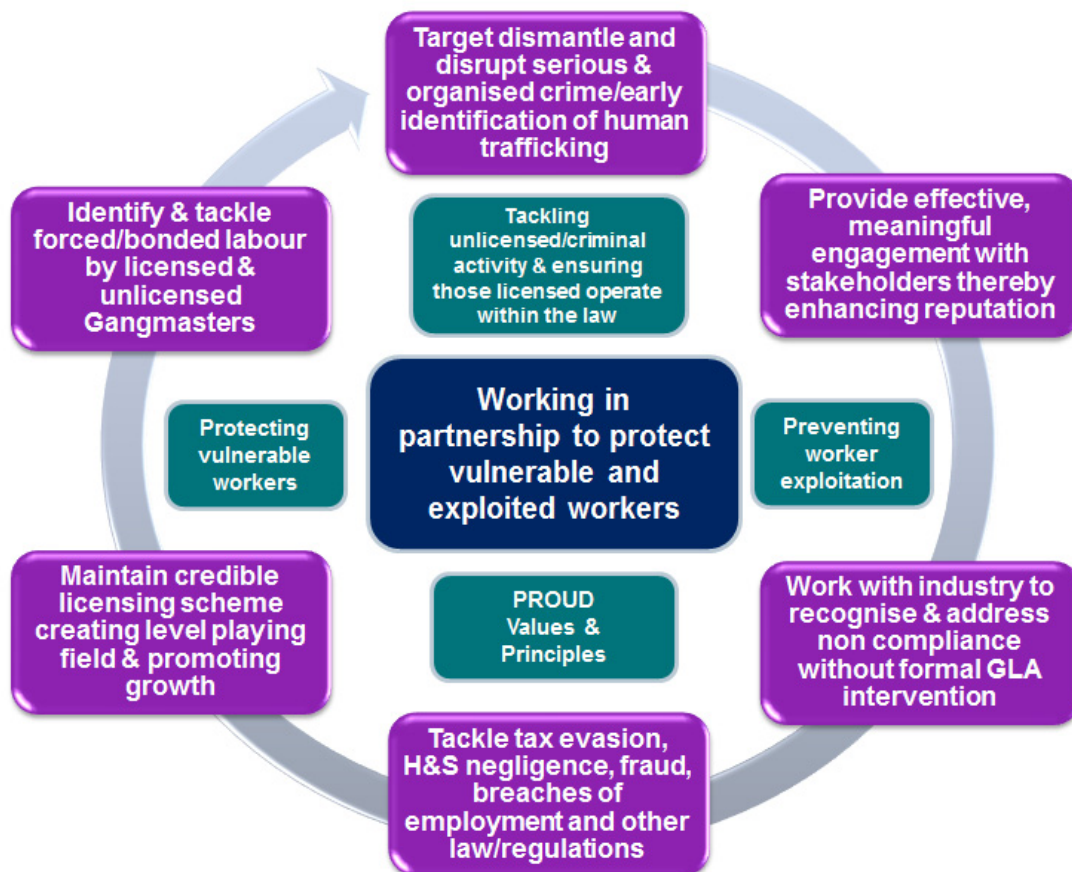 Target dismantle and
disrupt serious &
organised crime/early
identification of human
trafficking
Identify & tackle
forced/bonded labour
by licensed &
unlicensed
Gangmasters
Tackling
unlicensed/criminal
activity & ensuring
those licensed operate
within the law
Provide effective,
meaningful
engagement with
stakeholders thereby
enhancing reputation
Protecting
vulnerable
workers
Working in
partnership to protect
vulnerable and
exploited workers
Preventing
worker
exploitation
Maintain credible
licensing scheme
creating level playing
field & promoting
growth
PROUD
Values &
Principles
Work with industry to
recognise & address
non compliance
without formal GLA
intervention
Tackle tax evasion,
H&S negligence, fraud,
breaches of
employment and other
law/regulations